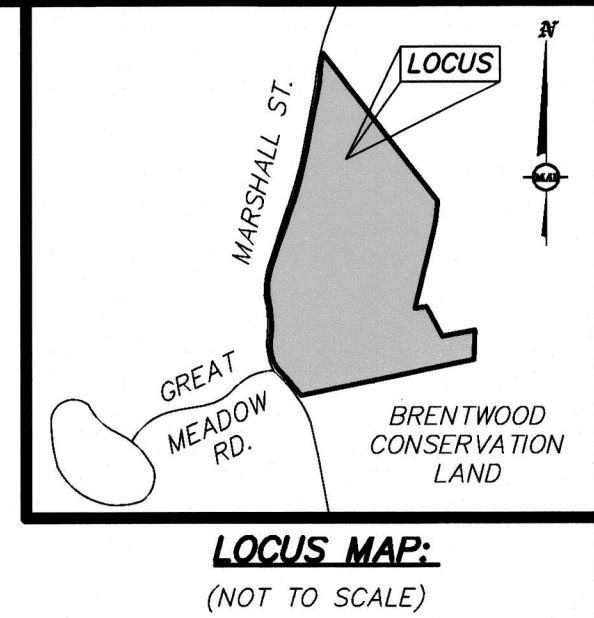 N
LOCUS
MARSHALL ST.
GREAT
MEADOW
RD.
BRENTWOOD
CONSERVATION
LAND
LOCUS MAP:
(NOT TO SCALE)